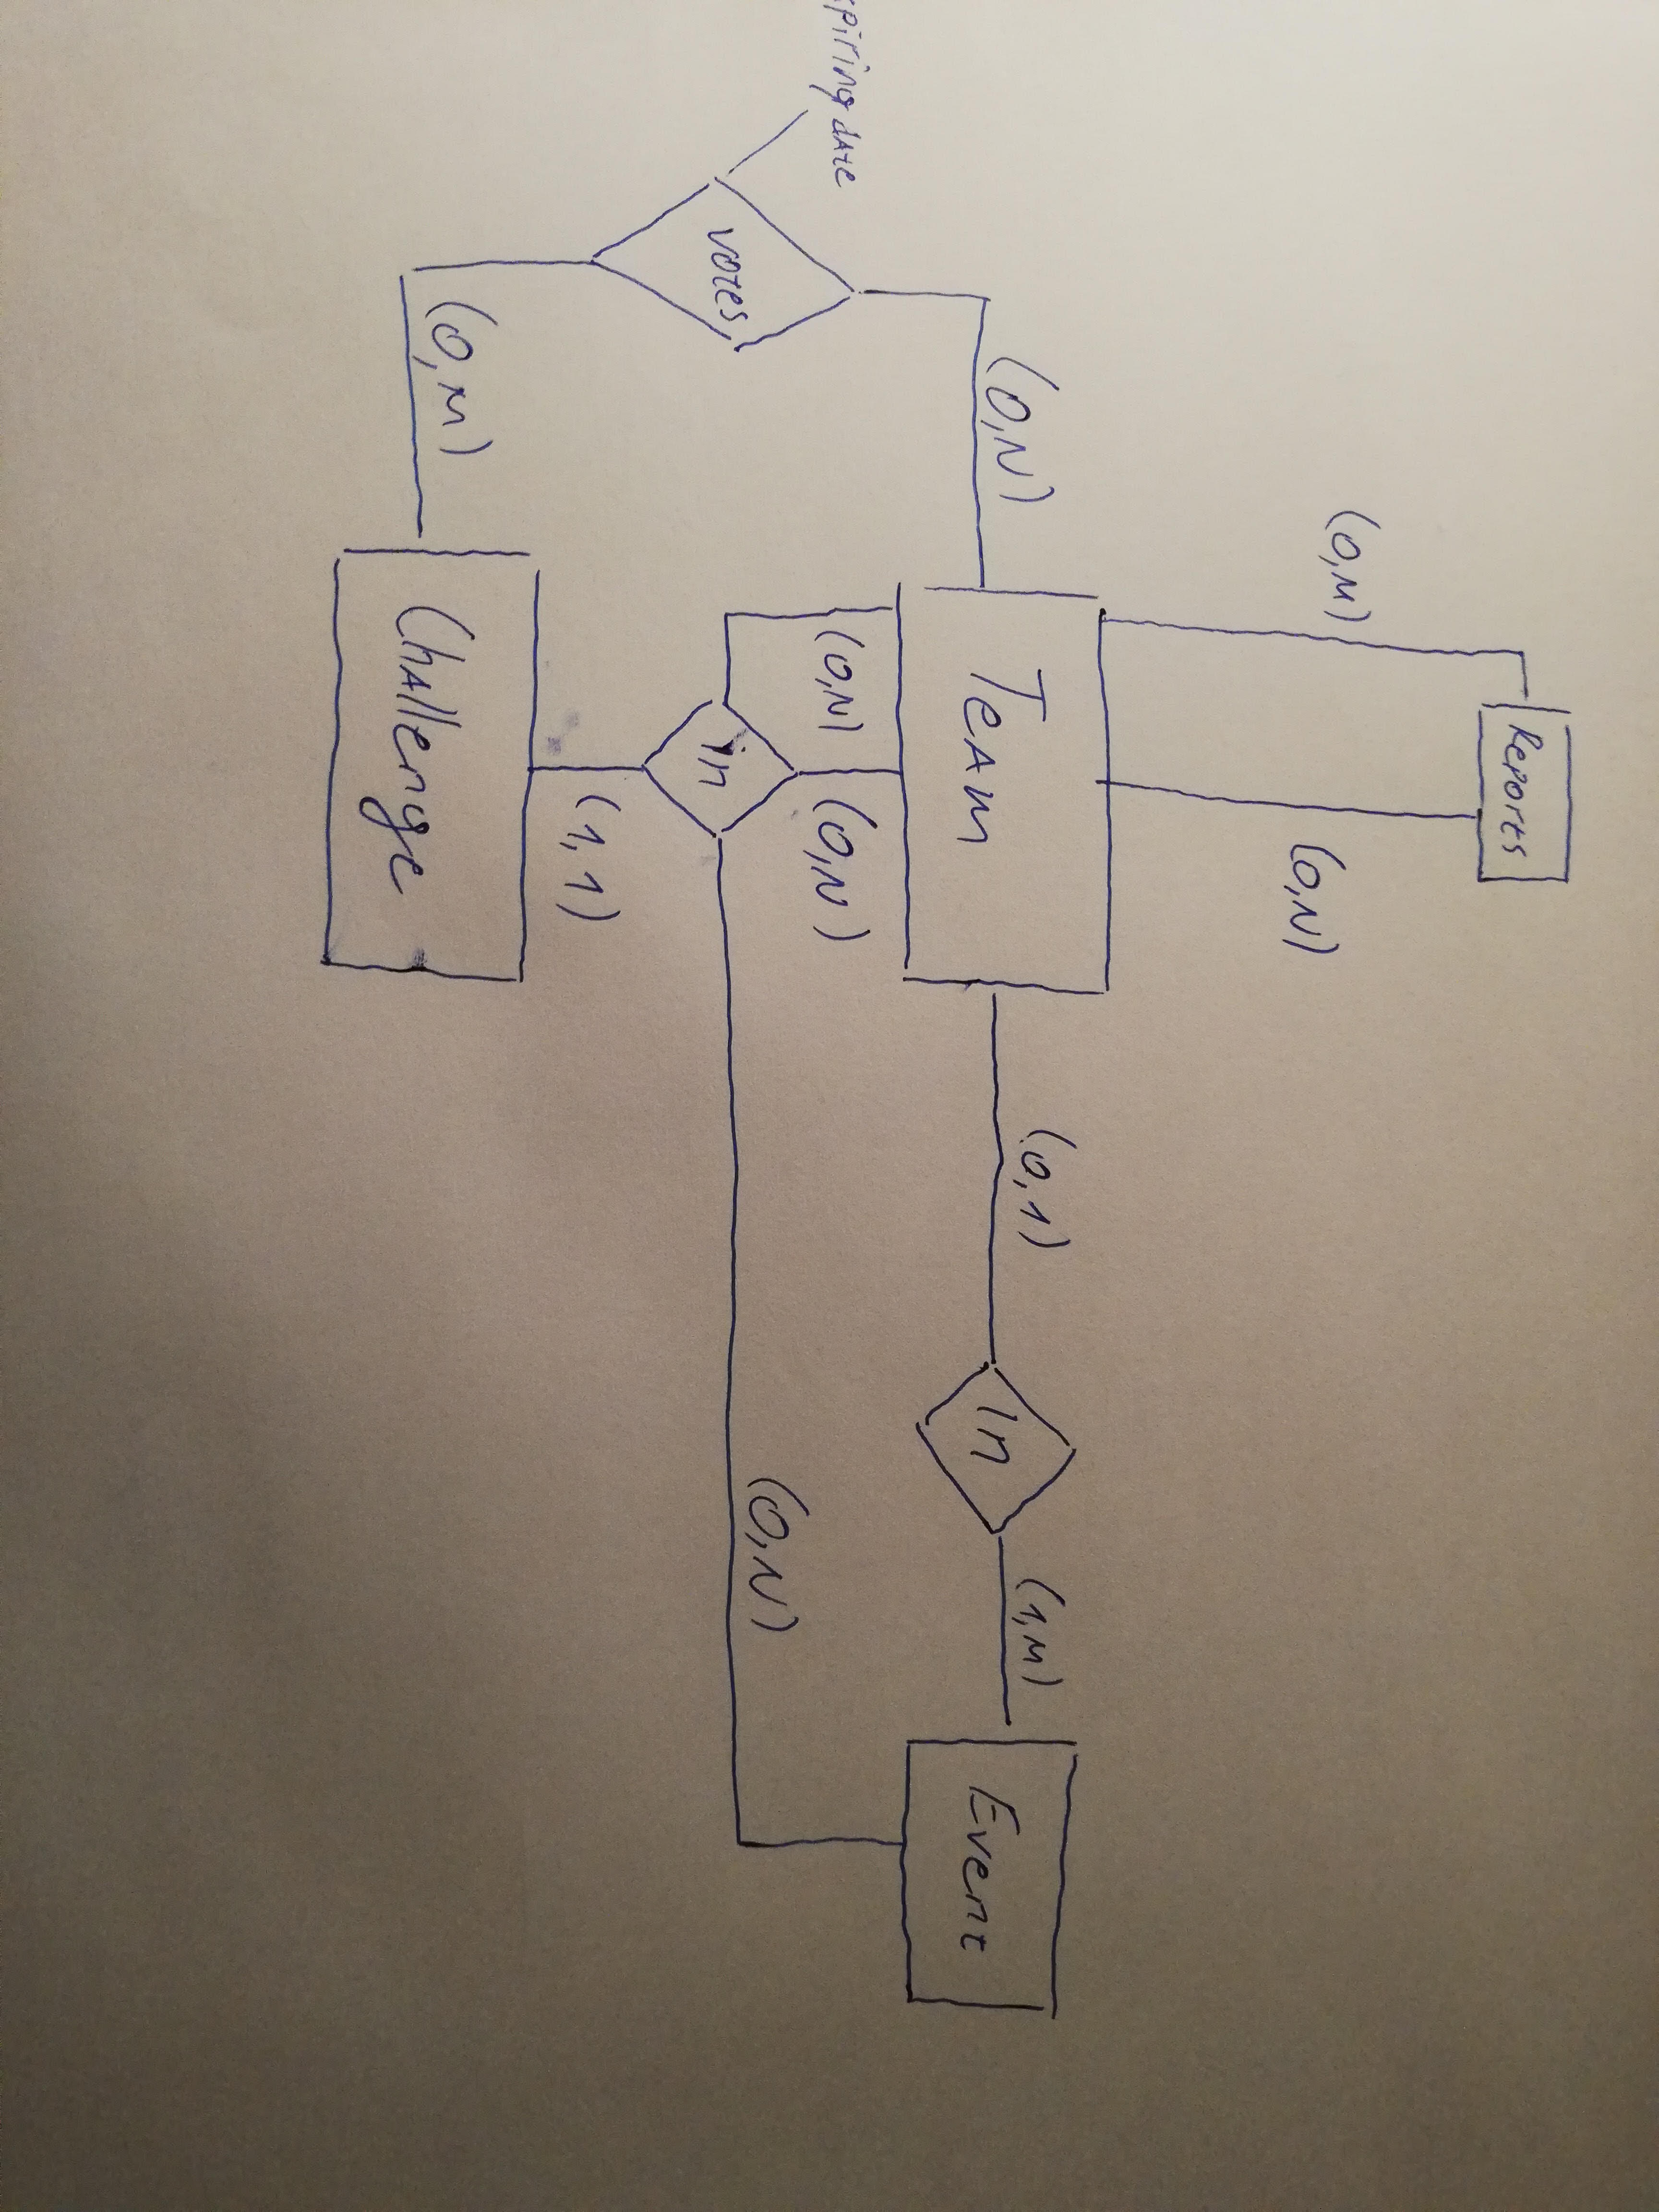 Reports
(0,M)
(0,N)
(0,N)
Team
(0,1)
In
(1,M)
Event
piring date
(0,N)
(0,N)
votes
in
(0,N)
(1,1)
(0,M)
Challenge